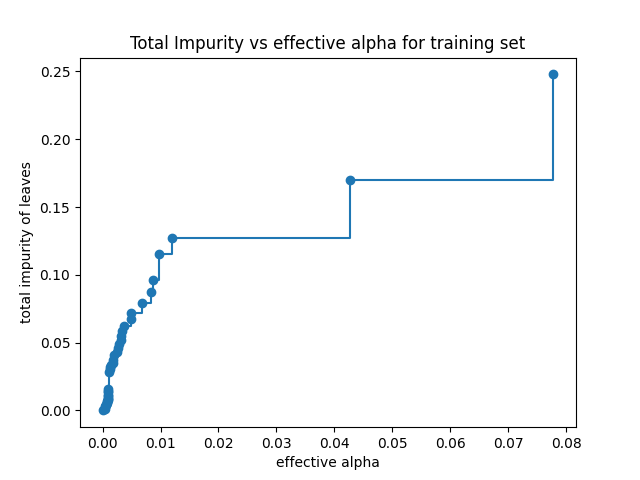 Total Impurity vs effective alpha for training set
total impurity of leaves
0.25
0.20
0.15
0.10
0.05
0.00
0.00 0.01 0.02 0.03 0.04 0.05 0.06 0.07 0.08
effective alpha